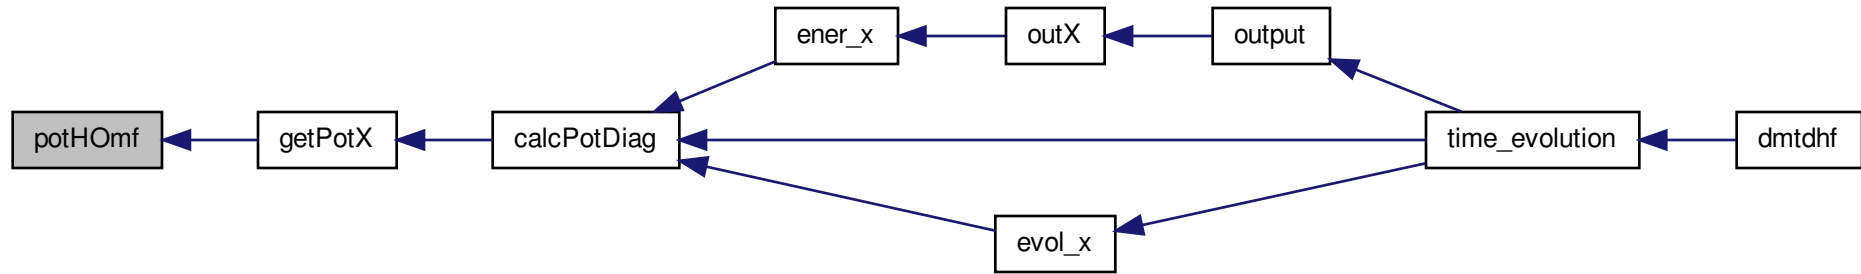 ener_x
outX
output
potHOmf
getPotX
calcPotDiag
time_evolution
dmtdhf
evol_x